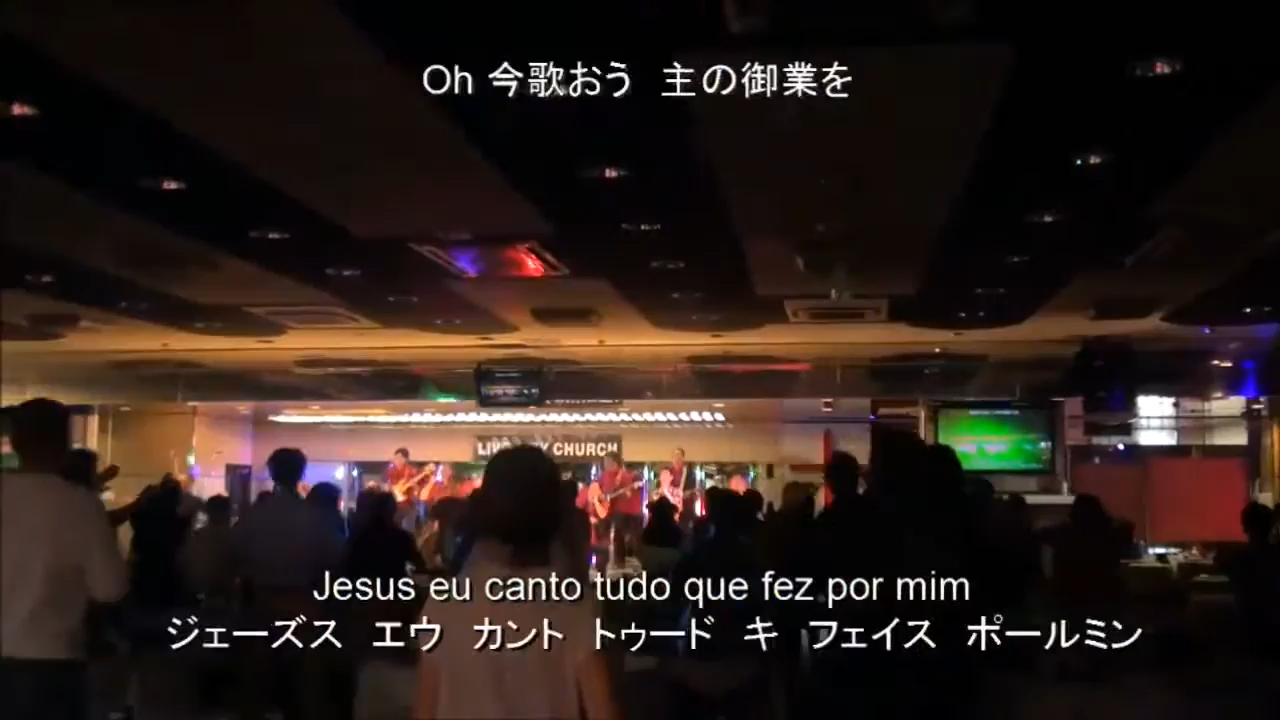 Oh 今歌おう 主の御業を
CHURCH
Jesus eu canto tudo que fez por mim
ジェーズス エウ カント トゥード キ フェイス ポールミン